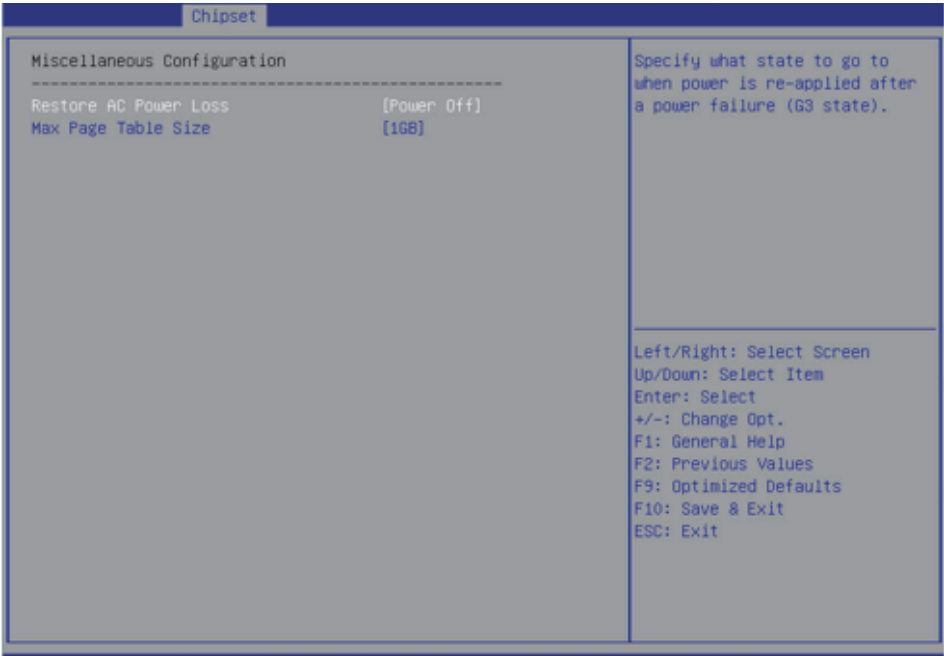 Chipset
Miscellaneous Configuration
--------------------------------------------------
Restore AC Power Loss [Power Off]
Max Page Table Size [1GB]
Specify what state to go to
when power is re-applied after
a power failure (G3 state).
Left/Right: Select Screen
Up/Down: Select Item
Enter: Select
+/-: Change Opt.
F1: General Help
F2: Previous Values
F9: Optimized Defaults
F10: Save & Exit
ESC: Exit